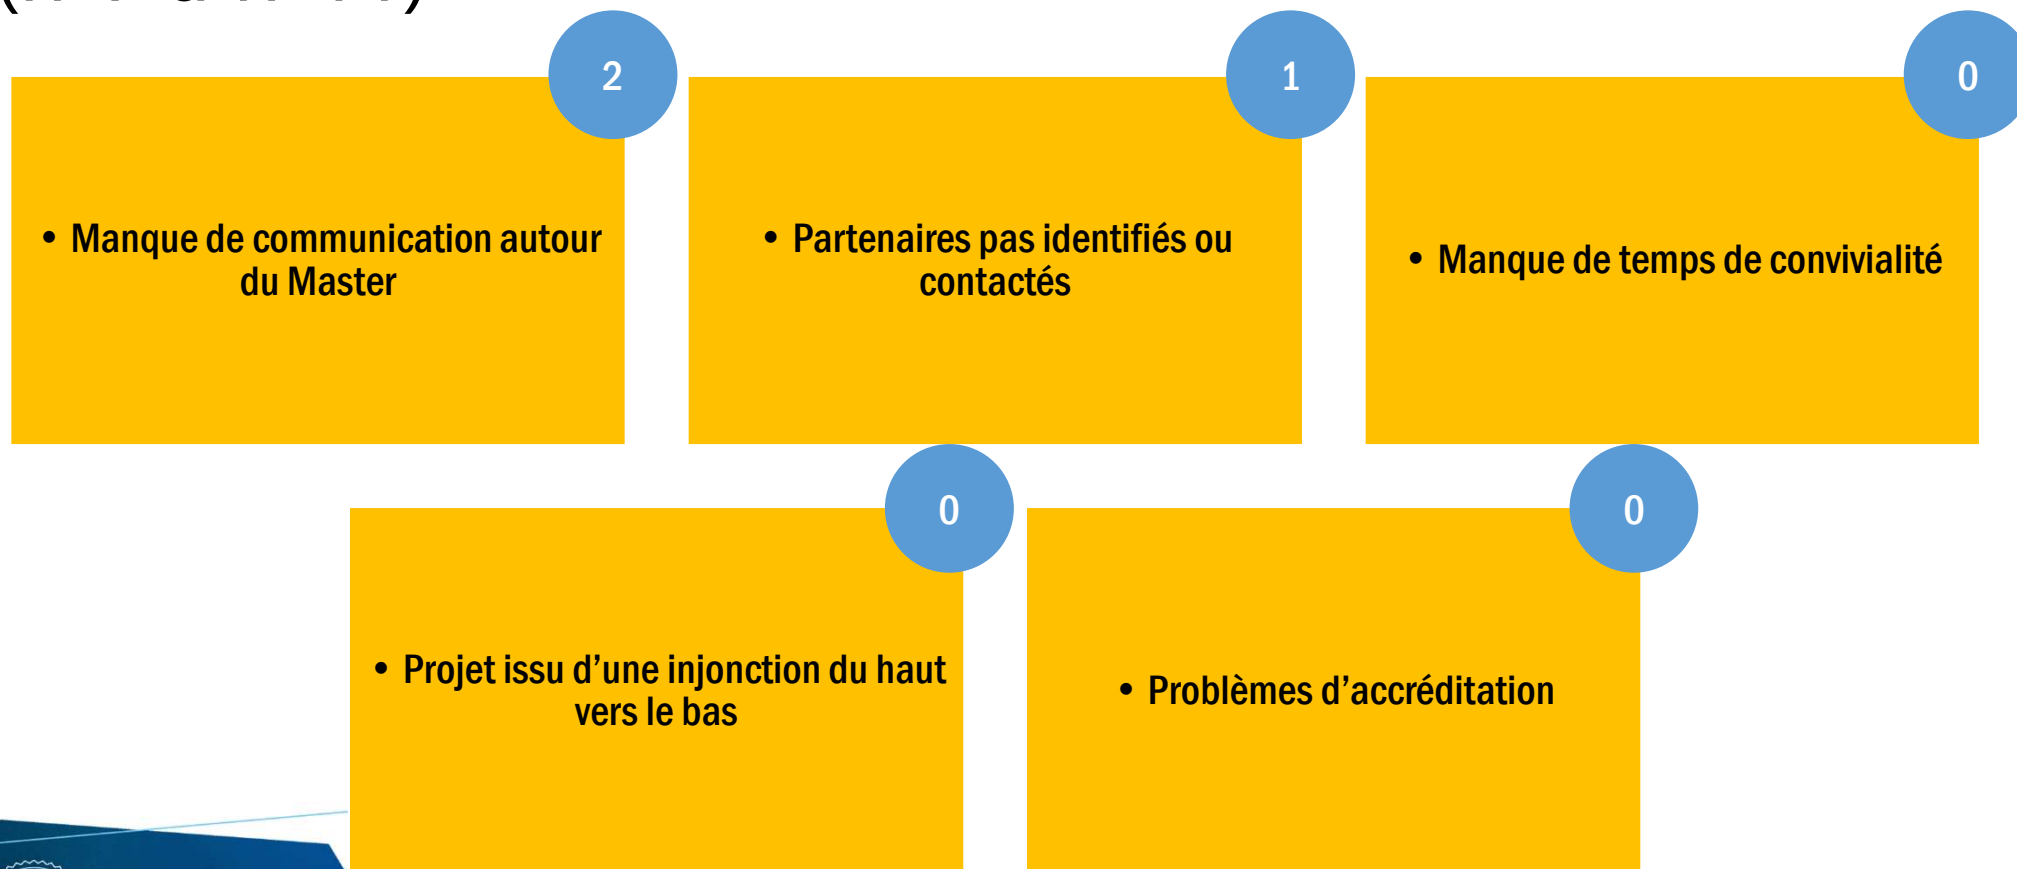 2
1
0
• Manque de communication autour
du Master
• Partenaires pas identifiés ou
contactés
• Manque de temps de convivialité
0
0
• Projet issu d’une injonction du haut
vers le bas
• Problèmes d’accréditation